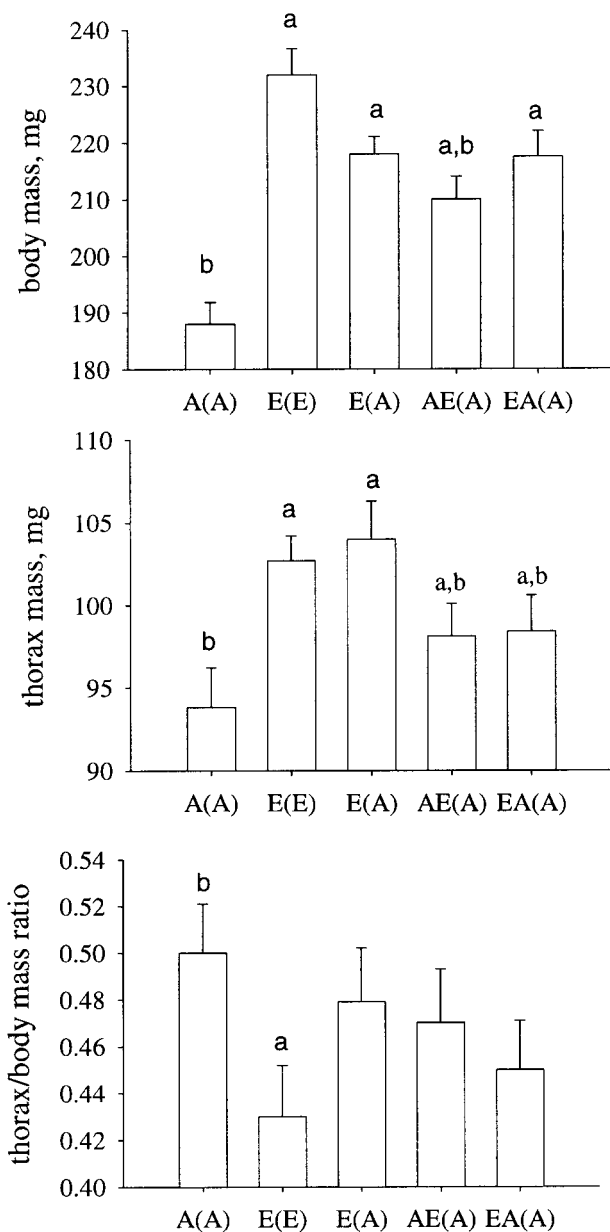 body mass, mg
240
230
220
210
200
190
180
b
a
a
a,b
a
A(A) E(E) E(A) AE(A) EA(A)
thorax mass, mg
110
105
100
95
90
b
a
a
a,b
a,b
A(A) E(E) E(A) AE(A) EA(A)
thorax/body mass ratio
0.54
0.52
0.50
0.48
0.46
0.44
0.42
0.40
b
a
A(A) E(E) E(A) AE(A) EA(A)